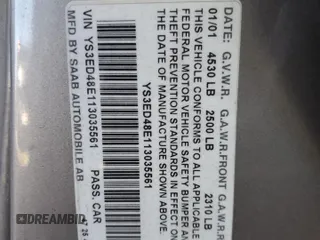 DATE: G.V.W.R. G.A.W.R.FRONT G.A.W.R.R
01/01 4530 LB 2500 LB 2310 LB
THIS VEHICLE CONFORMS TO ALL APPLICABLE
FEDERAL MOTOR VEHICLE SAFETY BUMPER AN
THEFT PREVENTION STANDARDS IN EFFECT ON
THE DATE OF MANUFACTURE SHOWN ABOVE.
YS3ED48E113035561
VIN YS3ED48E113035561 PASS. CAR
MFD BY SAAB AUTOMOBILE AB
DREAMBID